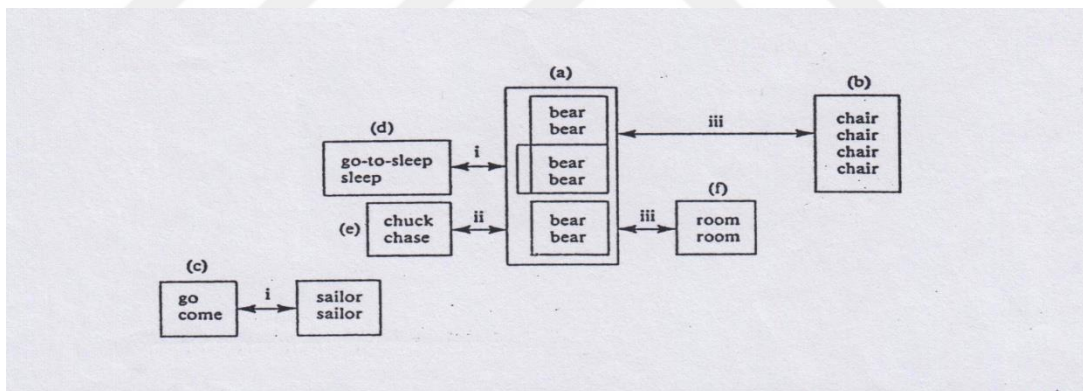 (a)
(b)
bear
bear
iii
chair
chair
chair
chair
(d)
go-to-sleep
sleep
i
bear
bear
(f)
(e)
chuck
chase
ii
bear
bear
iii
room
room
(c)
go
come
i
sailor
sailor